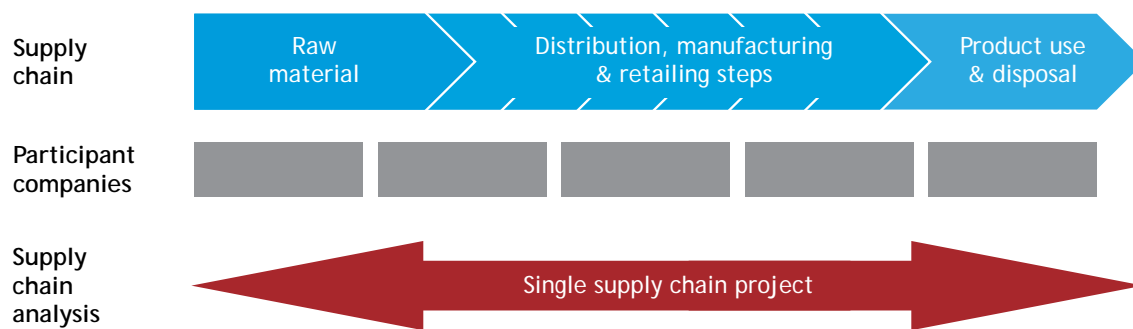 Supply
chain
Raw
material
Distribution, manufacturing
& retailing steps
Product use
& disposal
Participant
companies
Supply
chain
analysis
Single supply chain project